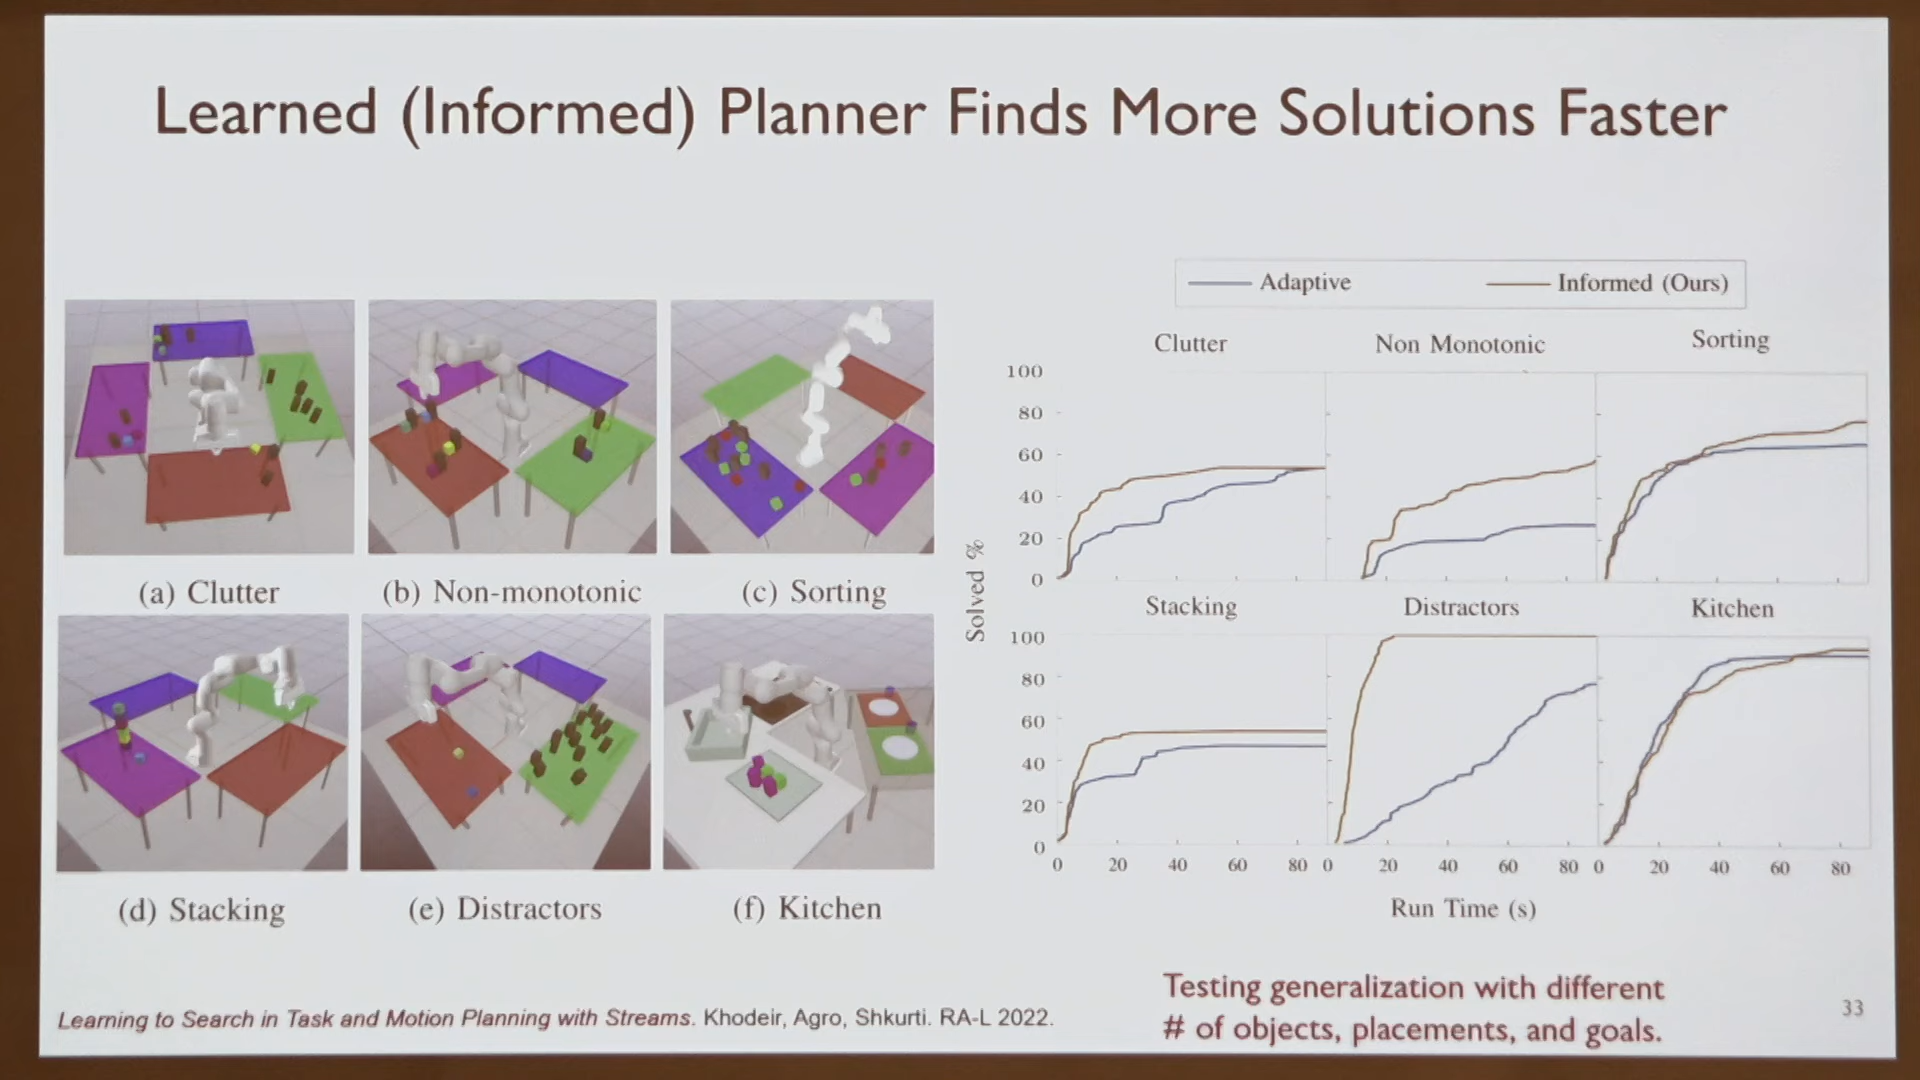 Learned (Informed) Planner Finds More Solutions Faster
(a) Clutter
(b) Non-monotonic
(c) Sorting
(d) Stacking
(e) Distractors
(f) Kitchen
Adaptive
Informed (Ours)
Clutter
Non Monotonic
Sorting
100
80
60
40
20
0
Stacking
Distractors
Kitchen
100
80
60
40
20
0
Solved %
0 20 40 60 80 0 20 40 60 80 0 20 40 60 80
Run Time (s)
Learning to Search in Task and Motion Planning with Streams. Khodeir, Agro, Shkurti. RA-L 2022.
Testing generalization with different
# of objects, placements, and goals.
33